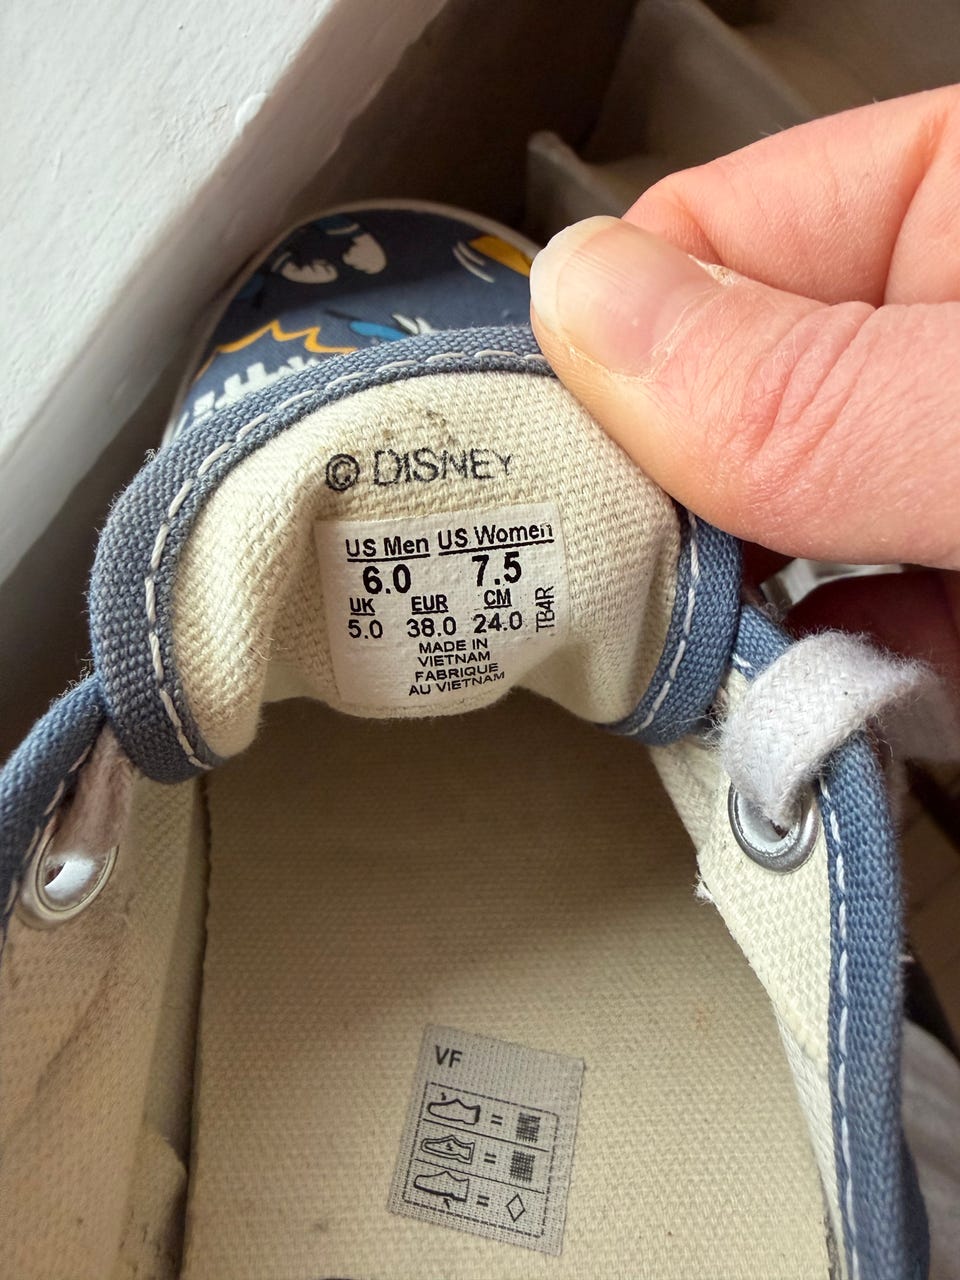 © DISNEY
US Men US Women
6.0 7.5
UK EUR CM
5.0 38.0 24.0
TB4R
MADE IN
VIETNAM
FABRIQUE
AU VIETNAM
VF
= 
=
=